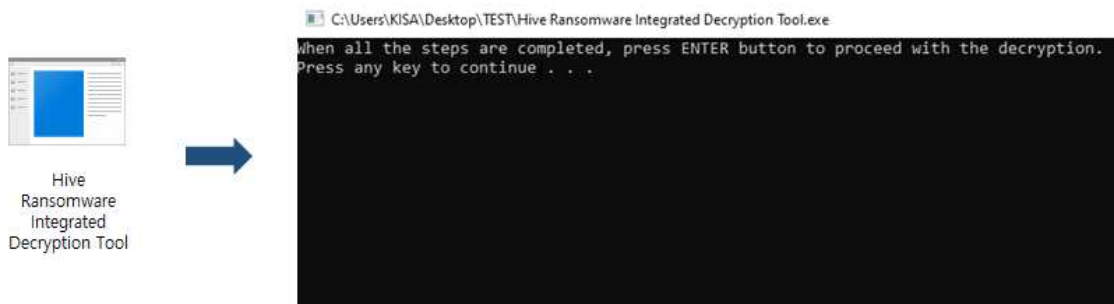 C:\Users\KISA\Desktop\TEST\Hive Ransomware Integrated Decryption Tool.exe
When all the steps are completed, press ENTER button to proceed with the decryption.
Press any key to continue . . .
Hive
Ransomware
Integrated
Decryption Tool